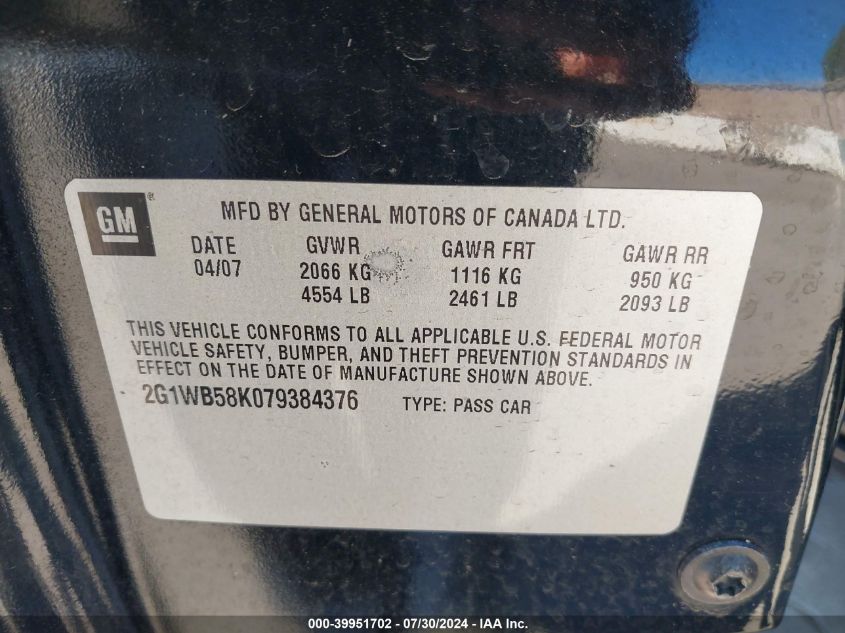 GM ® MFD BY GENERAL MOTORS OF CANADA LTD.
DATE GVWR GAWR FRT GAWR RR
04/07 2066 KG 1116 KG 950 KG
4554 LB 2461 LB 2093 LB
THIS VEHICLE CONFORMS TO ALL APPLICABLE U.S. FEDERAL MOTOR
VEHICLE SAFETY, BUMPER, AND THEFT PREVENTION STANDARDS IN
EFFECT ON THE DATE OF MANUFACTURE SHOWN ABOVE.
2G1WB58K079384376 TYPE: PASS CAR
000-39951702 / 07/30/2024 - IAA Inc.